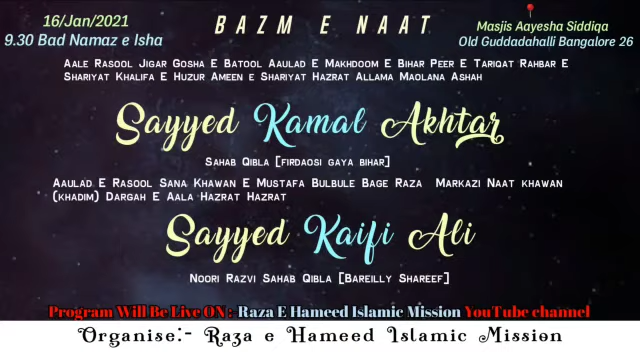 16/Jan/2021
9.30 Bad Namaz e Isha
BAZM E NAAT
Masjis Aayesha Siddiqa
Old Guddadahalli Bangalore 26
Aale Rasool Jigar Gosha E Batool Aaulad E Makhdoom E Bihar Peer E Tariqat Rahbar E
Shariyat Khalifa E Huzur Ameen e Shariyat Hazrat Allama Maolana Ashah
Sayyed Kamal Akhtar
Sahab Qibla [firdaosi gaya bihar]
Aaulad E Rasool Sana Khawan E Mustafa Bulbule Bage Raza Markazi Naat khawan
(khadim) Dargah E Aala Hazrat Hazrat
Sayyed Kaifi Ali
Noori Razvi Sahab Qibla [Bareilly Shareef]
Program Will Be Live ON :-Raza E Hameed Islamic Mission YouTube channel
Organise:- Raza e Hameed Islamic Mission